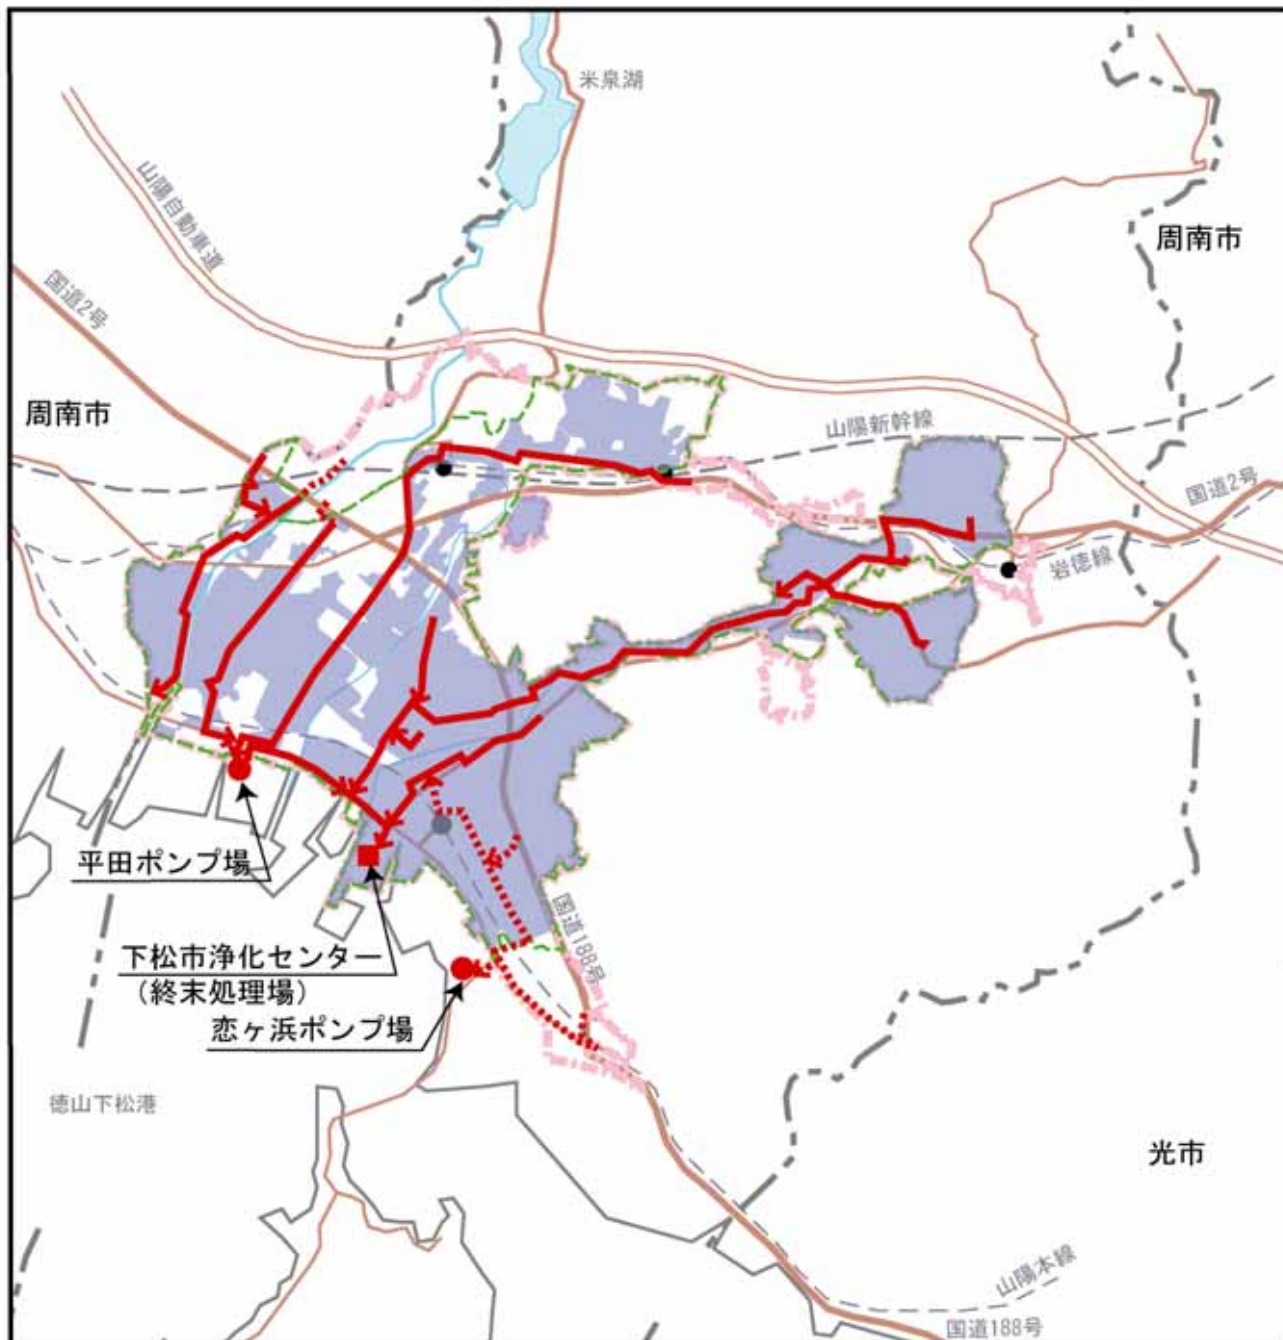 米泉湖
山陽自動車道
周南市
国道2号
周南市
山陽新幹線
国道2号
岩徳線
平田ポンプ場
国道188号
下松市浄化センター
（終末処理場）
恋ヶ浜ポンプ場
徳山下松港
光市
山陽本線
国道188号